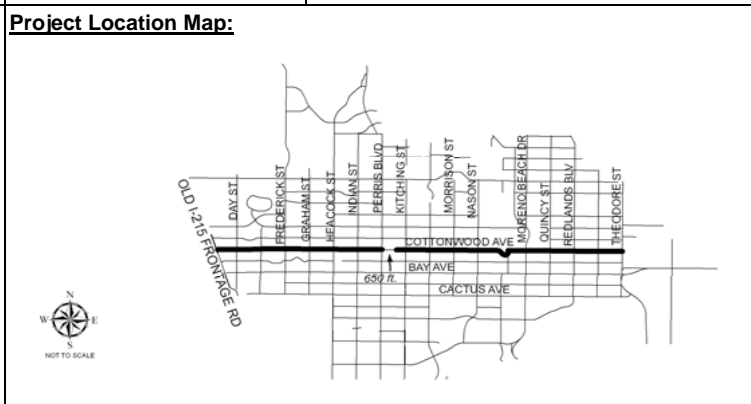 Project Location Map:
OLD I-215 FRONTAGE RD
DAY ST
FREDERICK ST
GRAHAM ST
HEACOCK ST
NDIAN ST
PERRIS BLVD
KITCHING ST
MORRISON ST
NASON ST
MORENO BEACH DR
QUINCY ST
REDLANDS BLV
THEODORE ST
COTTONWOOD AVE
BAY AVE
650 ft.
CACTUS AVE
N
W
E
S
NOT TO SCALE